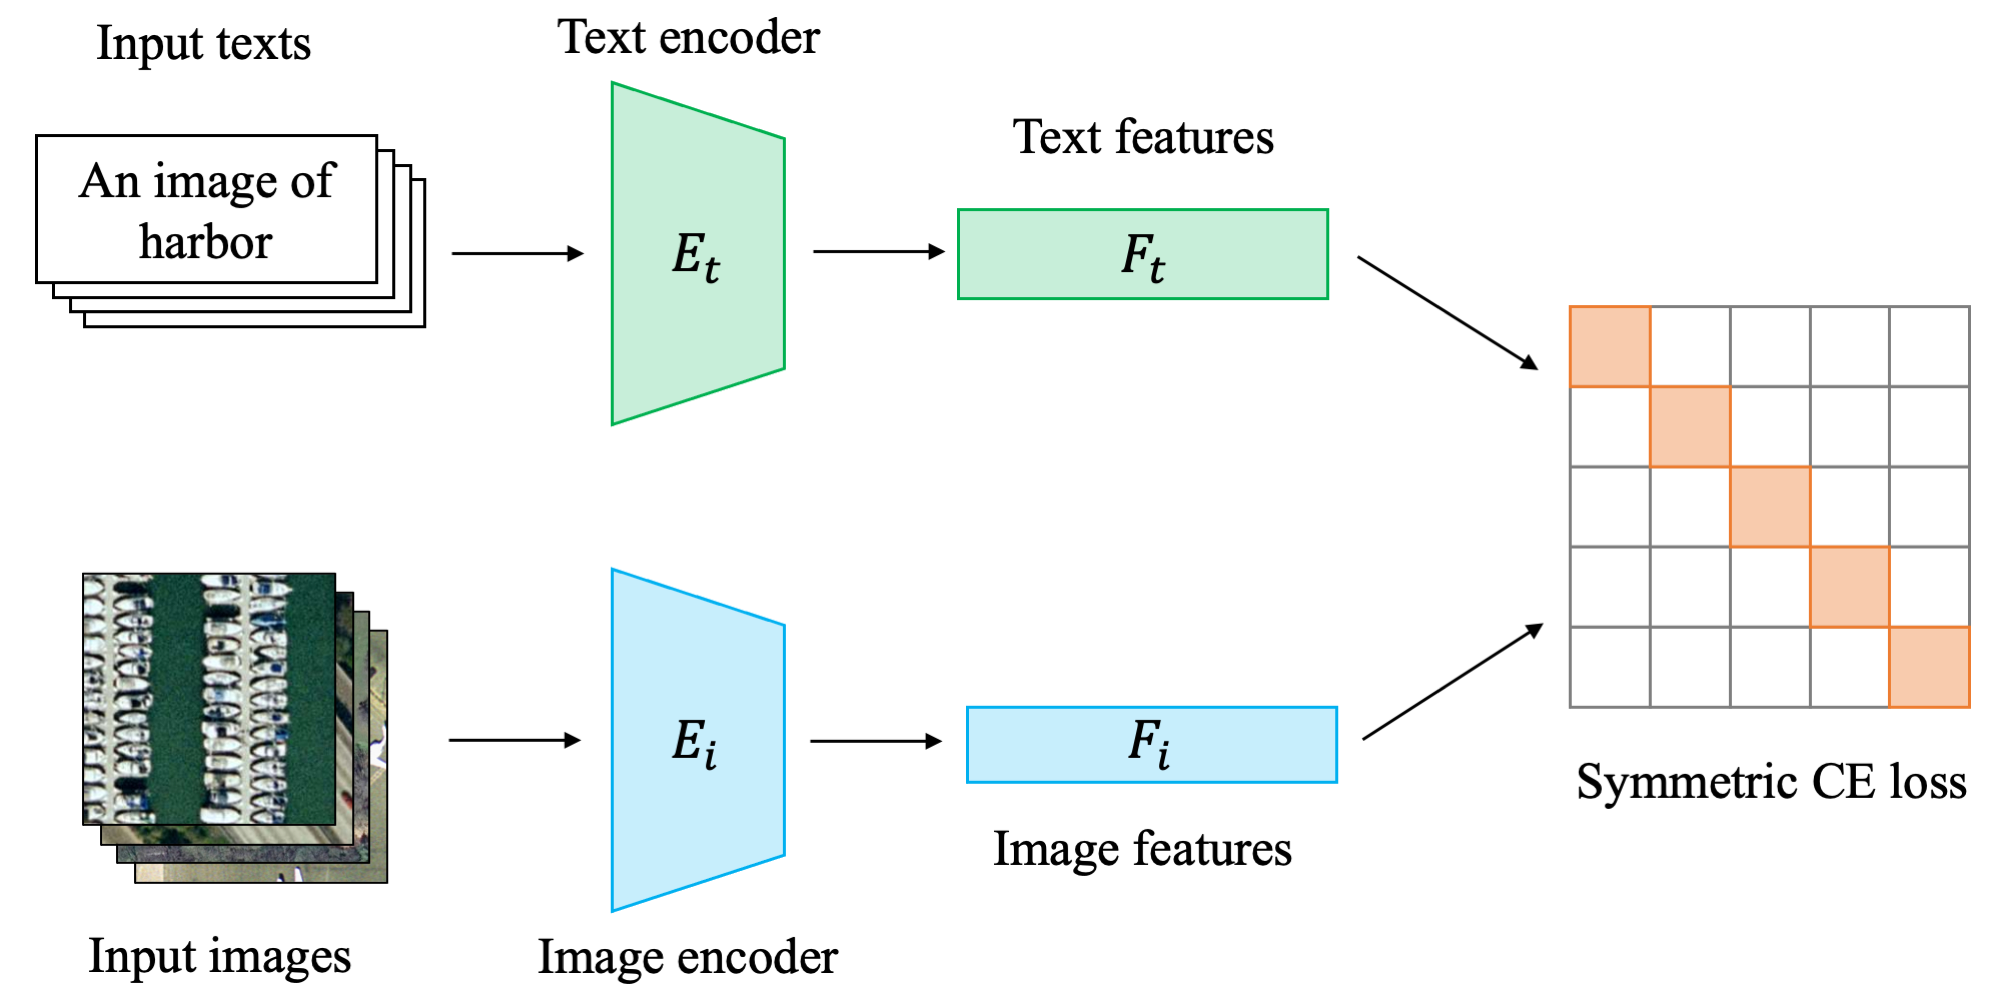 Input texts
Text encoder
An image of
harbor
E_t
Text features
F_t
E_i
F_i
Symmetric CE loss
Image features
Input images
Image encoder